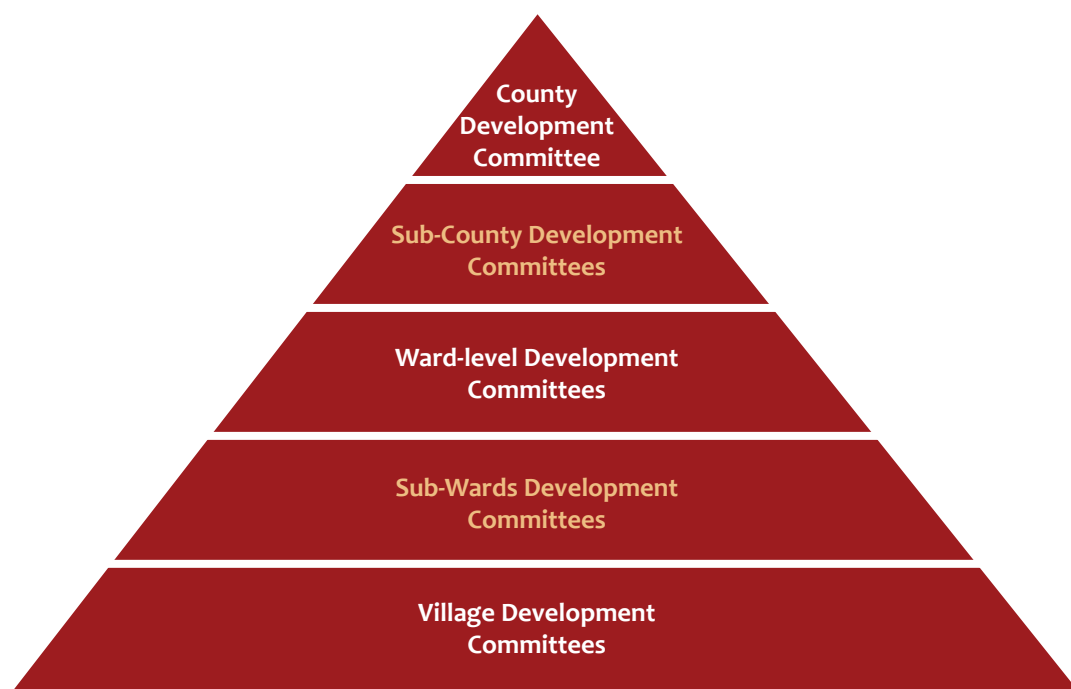 County
Development
Committee
Sub-County Development
Committees
Ward-level Development
Committees
Sub-Wards Development
Committees
Village Development
Committees